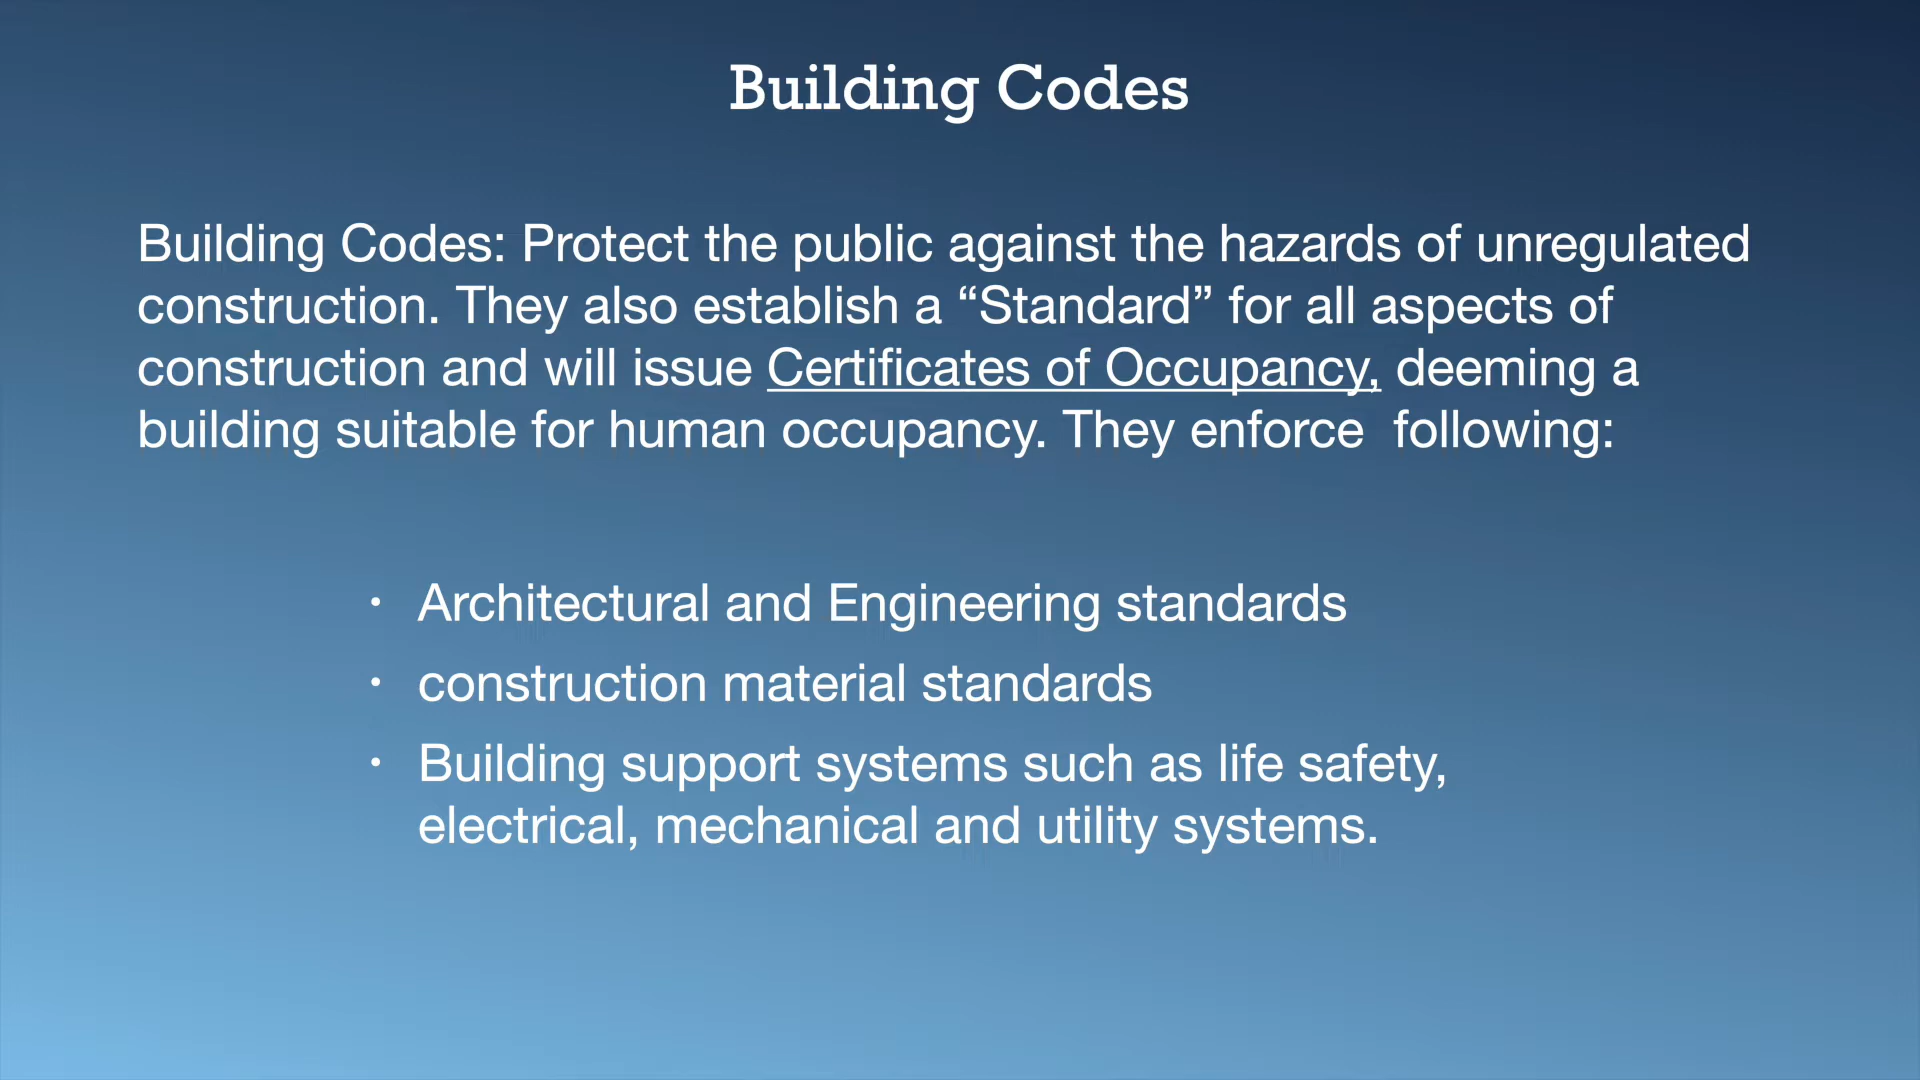 Building Codes
Building Codes: Protect the public against the hazards of unregulated
construction. They also establish a “Standard” for all aspects of
construction and will issue Certificates of Occupancy, deeming a
building suitable for human occupancy. They enforce  following:
• Architectural and Engineering standards
• construction material standards
• Building support systems such as life safety,
electrical, mechanical and utility systems.